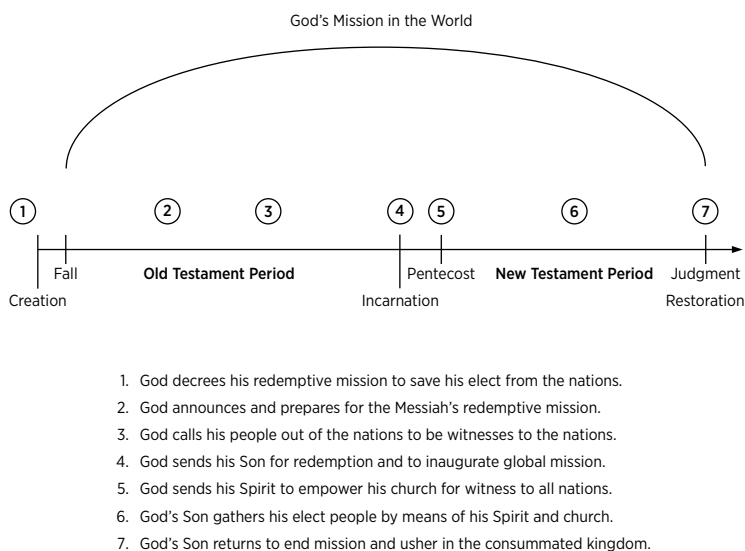 God’s Mission in the World
1 2 3 4 5 6 7
Fall Old Testament Period Pentecost New Testament Period Judgment
Creation Incarnation Restoration
1. God decrees his redemptive mission to save his elect from the nations.
2. God announces and prepares for the Messiah’s redemptive mission.
3. God calls his people out of the nations to be witnesses to the nations.
4. God sends his Son for redemption and to inaugurate global mission.
5. God sends his Spirit to empower his church for witness to all nations.
6. God’s Son gathers his elect people by means of his Spirit and church.
7. God’s Son returns to end mission and usher in the consummated kingdom.